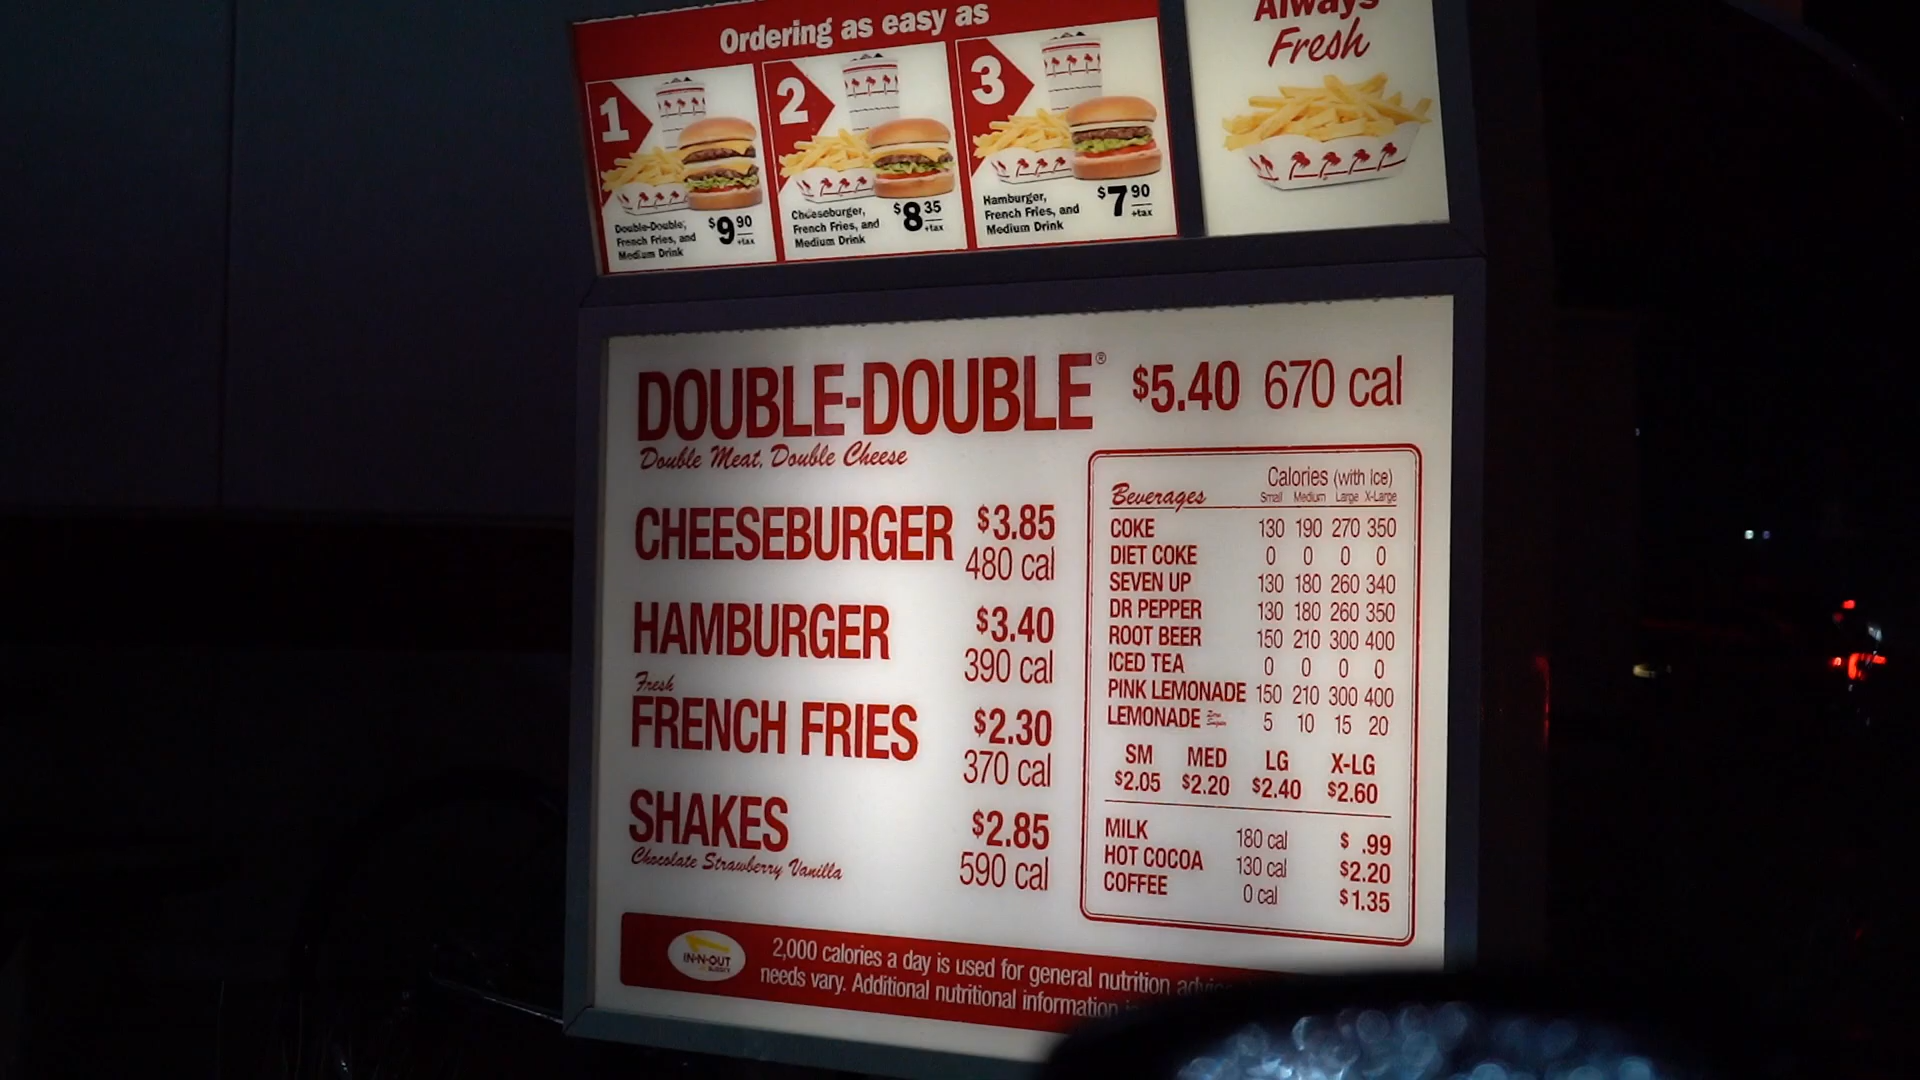 Ordering as easy as
1
Double-Double,
French Fries, and
Medium Drink
$9 90
+tax
2
Cheeseburger,
French Fries, and
Medium Drink
$8 35
+tax
3
Hamburger,
French Fries, and
Medium Drink
$7 90
+tax
Always
Fresh
DOUBLE-DOUBLE® $5.40 670 cal
Double Meat, Double Cheese
CHEESEBURGER $3.85
480 cal
HAMBURGER $3.40
390 cal
Fresh
FRENCH FRIES $2.30
370 cal
SHAKES $2.85
Chocolate Strawberry Vanilla 590 cal
Calories (with Ice)
Beverages Small Medium Large X-Large
COKE 130 190 270 350
DIET COKE 0 0 0 0
SEVEN UP 130 180 260 340
DR PEPPER 130 180 260 350
ROOT BEER 150 210 300 400
ICED TEA 0 0 0 0
PINK LEMONADE 150 210 300 400
LEMONADE 5 10 15 20
SM MED LG X-LG
$2.05 $2.20 $2.40 $2.60
MILK 180 cal $ .99
HOT COCOA 130 cal $2.20
COFFEE 0 cal $1.35
IN-N-OUT
2,000 calories a day is used for general nutrition
needs vary. Additional nutritional information